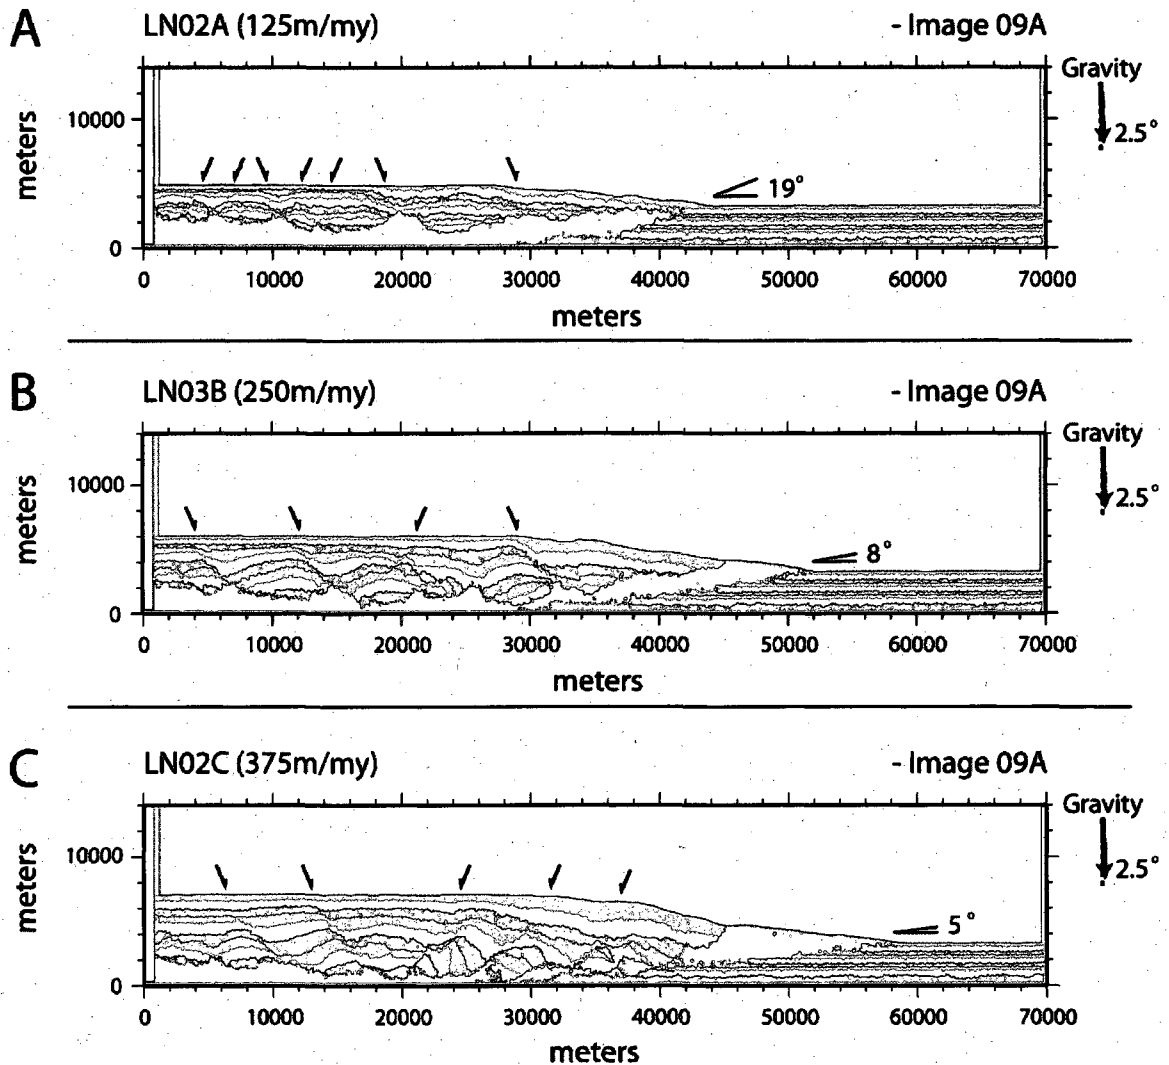 A LN02A (125m/my) - Image 09A
Gravity
2.5°
meters
10000
0
19°
0 10000 20000 30000 40000 50000 60000 70000
meters
B LN03B (250m/my) - Image 09A
Gravity
2.5°
meters
10000
0
8°
0 10000 20000 30000 40000 50000 60000 70000
meters
C LN02C (375m/my) - Image 09A
Gravity
2.5°
meters
10000
0
5°
0 10000 20000 30000 40000 50000 60000 70000
meters